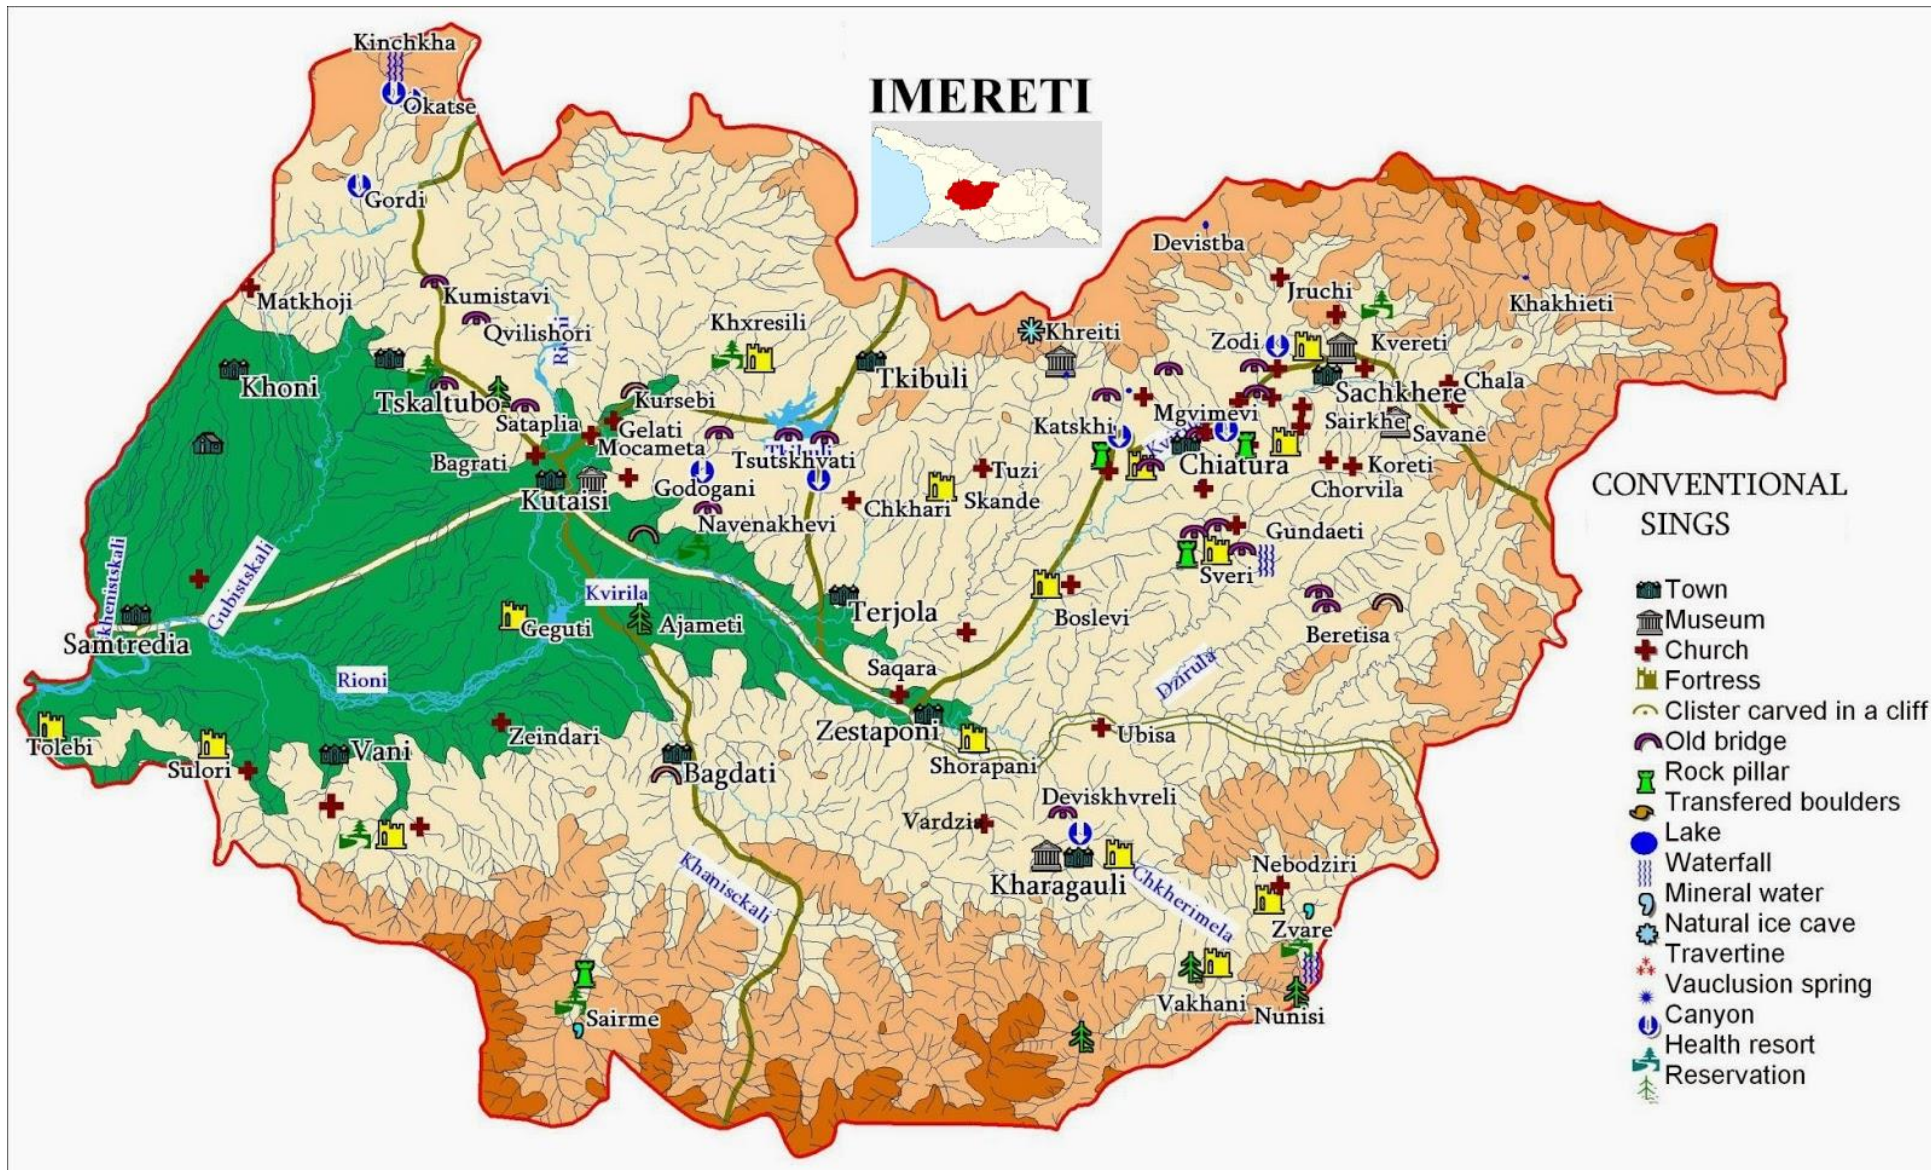 Kinchkha
Okatse
IMERETI
Gordi
Devistba
Jruchi
Khakhieti
Matkhoji
Kumistavi
Qvilishori
Khxresili
Khreiti
Zodi
Kvereti
Khoni
Tkibuli
Tskaltubo
Kursebi
Sachkhere
Chala
Sataplia
Gelati
Mgvimevi
Katskhi
Sairkhe
Savane
Mocameta
Bagrati
Tsutskhvati
Chiatura
Koreti
Godogani
Tuzi
Chorvila
Kutaisi
Skande
Chkhari
Navenakhevi
Gundaeti
Khenistskali
Gubistskali
Sveri
Kvirila
Terjola
Boslevi
Geguti
Ajameti
Beretisa
Samtredia
Saqara
Dzirula
Rioni
Zestaponi
Ubisa
Tolebi
Sulori
Vani
Zeindari
Bagdati
Shorapani
Deviskhvreli
Vardzia
Kharagauli
Nebodziri
Khanisckali
Chkherimela
Zvare
Vakhani
Nunisi
Sairme
CONVENTIONAL
SINGS
Town
Museum
Church
Fortress
Clister carved in a cliff
Old bridge
Rock pillar
Transfered boulders
Lake
Waterfall
Mineral water
Natural ice cave
Travertine
Vauclusion spring
Canyon
Health resort
Reservation